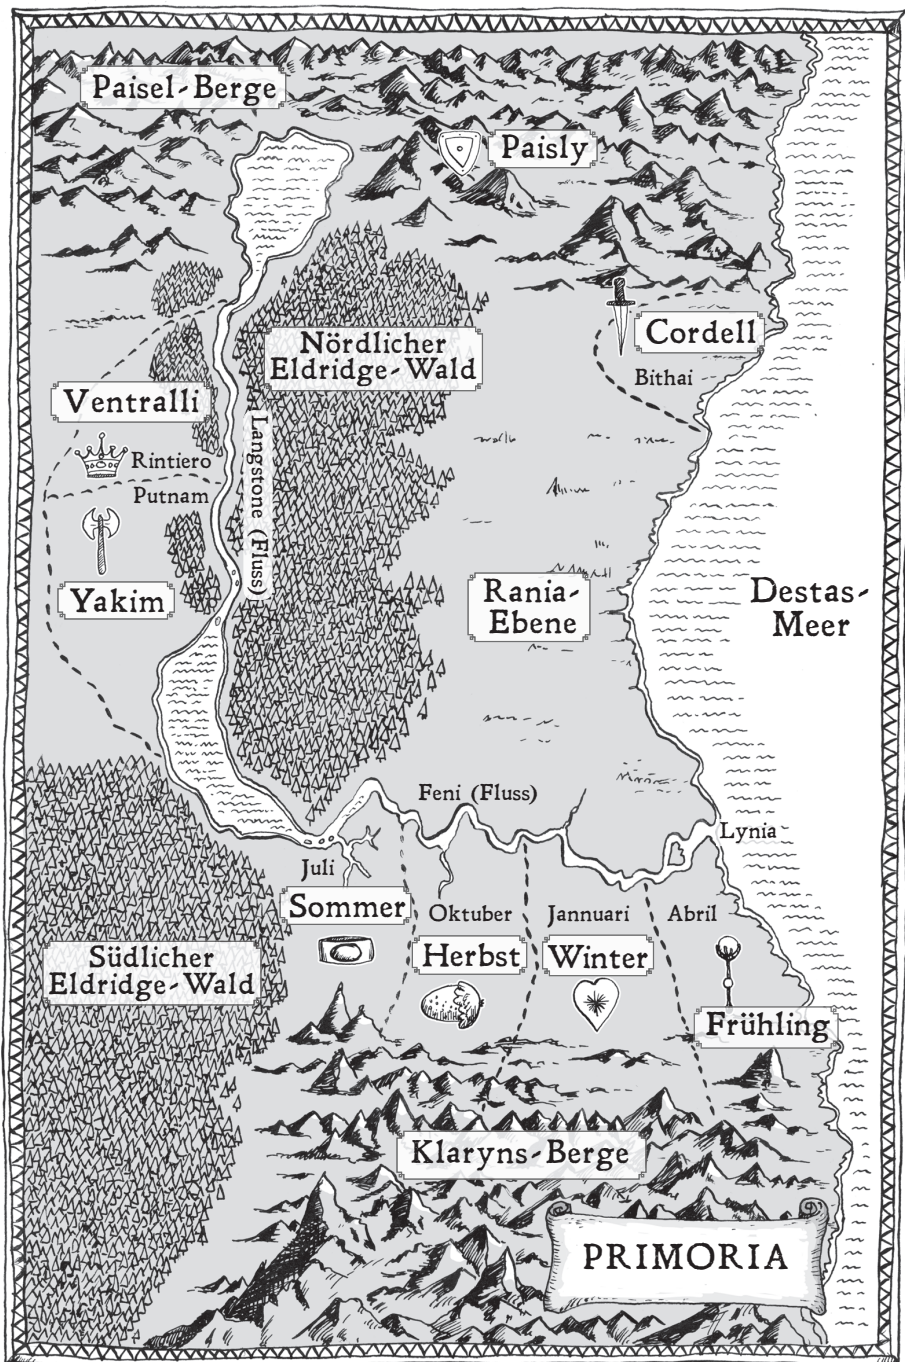 Paisel-Berge
Paisly
Nördlicher
Eldridge-Wald
Cordell
Bithai
Ventralli
Rintiero
Putnam
Langstone (Fluss)
Yakim
Rania-
Ebene
Destas-
Meer
Feni (Fluss)
Lynia
Juli
Sommer
Oktuber
Jannuari
Abril
Herbst
Winter
Südlicher
Eldridge-Wald
Frühling
Klaryns-Berge
PRIMORIA